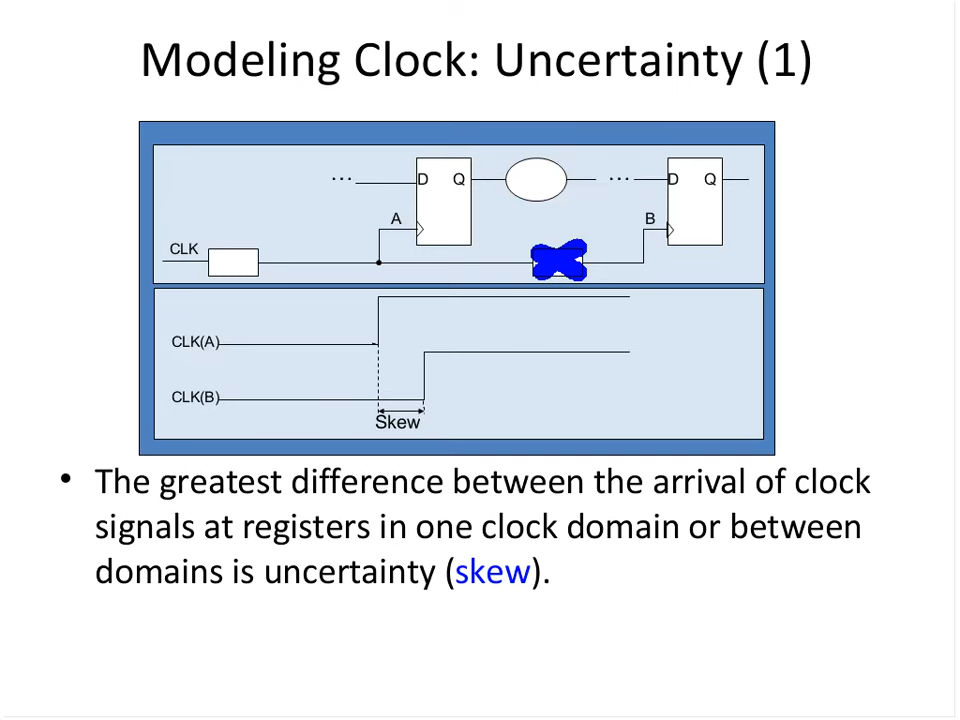 Modeling Clock: Uncertainty (1)
... D Q ... D Q
A B
CLK
CLK(A)
CLK(B)
Skew
• The greatest difference between the arrival of clock
signals at registers in one clock domain or between
domains is uncertainty (skew).